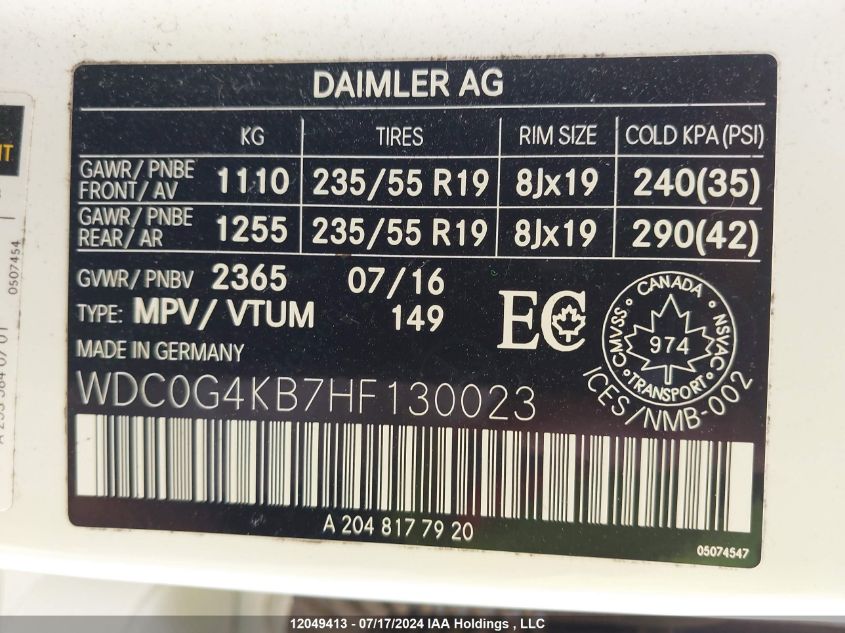 DAIMLER AG
KG TIRES RIM SIZE COLD KPA (PSI)
GAWR/ PNBE
FRONT/ AV 1110 235/55 R19 8Jx19 240(35)
GAWR/ PNBE
REAR/ AR 1255 235/55 R19 8Jx19 290(42)
GVWR/ PNBV 2365 07/16
TYPE: MPV/ VTUM 149
EC
CANADA
CMVSS NSVAC
974
TRANSPORT
ICES/NMB-002
MADE IN GERMANY
WDC0G4KB7HF130023
A 204 817 79 20
05074547
0507454
12049413 - 07/17/2024 IAA Holdings , LLC